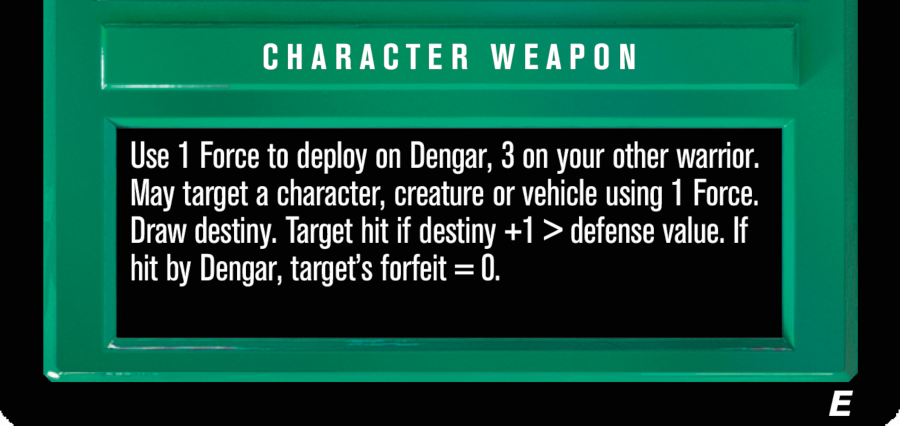 CHARACTER WEAPON
Use 1 Force to deploy on Dengar, 3 on your other warrior.
May target a character, creature or vehicle using 1 Force.
Draw destiny. Target hit if destiny +1 > defense value. If
hit by Dengar, target's forfeit = 0.
E